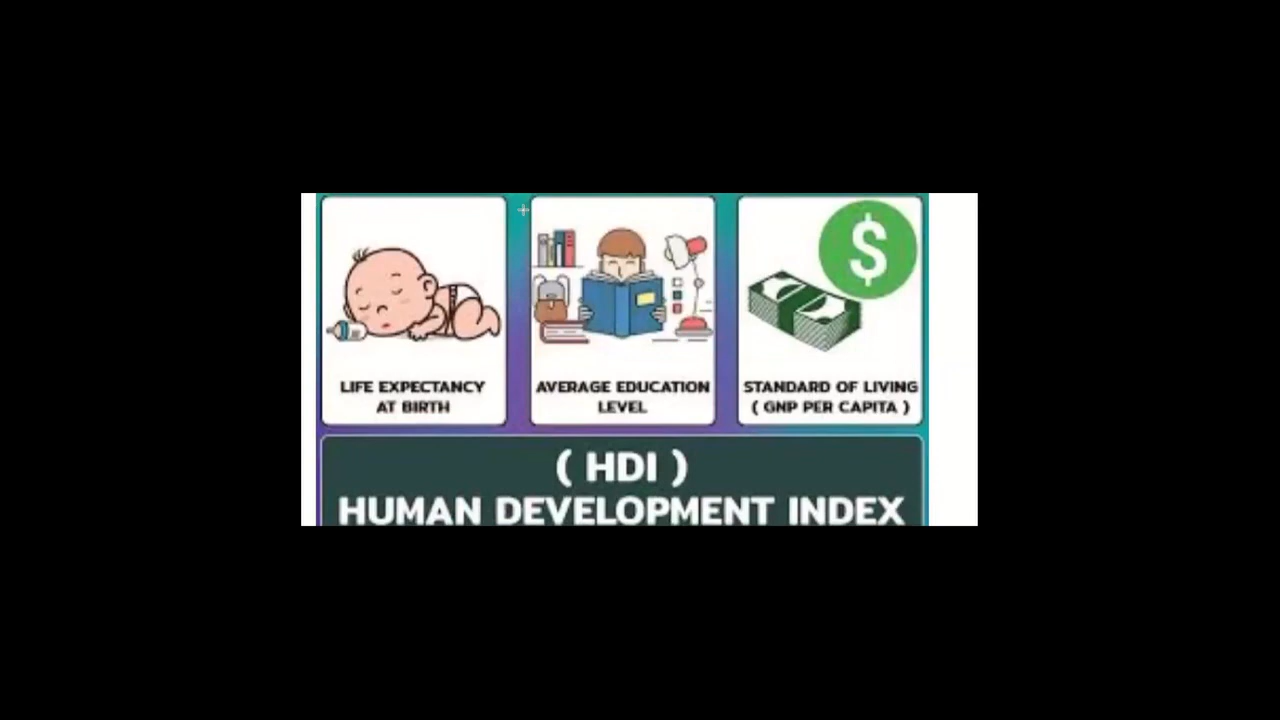 LIFE EXPECTANCY
AT BIRTH
AVERAGE EDUCATION
LEVEL
STANDARD OF LIVING
( GNP PER CAPITA )
$
( HDI )
HUMAN DEVELOPMENT INDEX